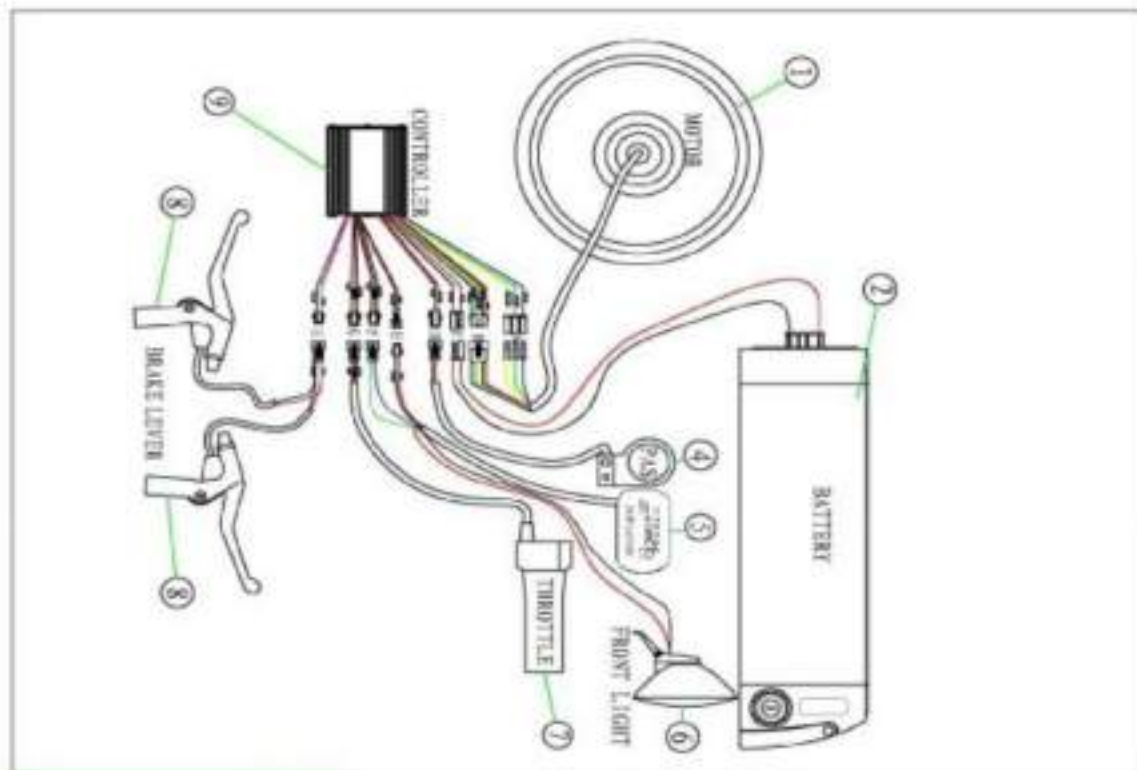 1
MOTOR
2
BATTERY
CONTROLLER
9
8
BRAKE LEVER
8
PAS
4
5
THROTTLE
7
FRONT LIGHT
6